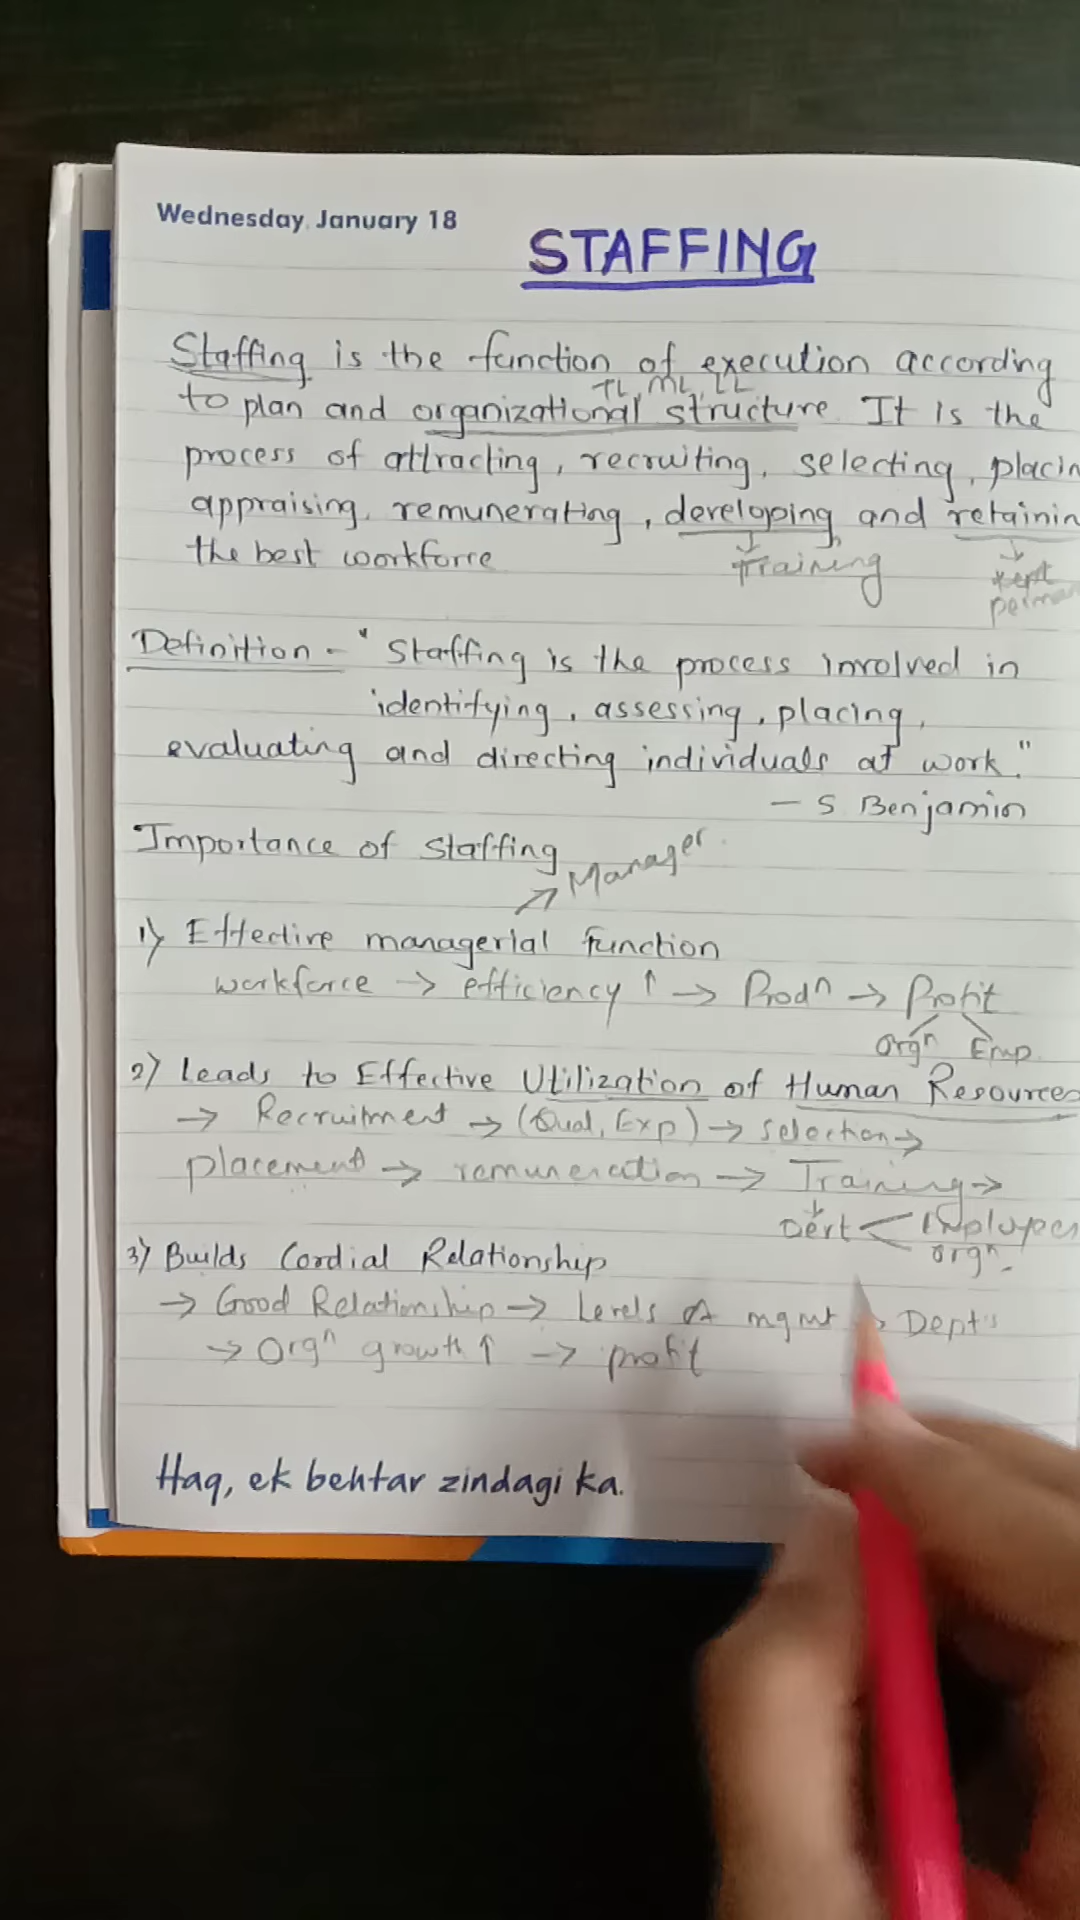 Wednesday, January 18
STAFFING
Staffing is the function of execution according
TL, ML, LL
to plan and organizational structure. It is the
process of attracting, recruiting, selecting, placin
appraising, remunerating, developing and retainin
the best workforce
Training
perman
Definition - "Staffing is the process involved in
identifying, assessing, placing,
evaluating and directing individuals at work."
- S. Benjamin
Importance of Staffing
Manager
1) Effective managerial function
workforce → efficiency ↑ → Prodⁿ → Profit
Orgⁿ Emp.
2) Leads to Effective Utilization of Human Resources
→ Recruitment → (Qual, Exp) → selection →
placement → remuneration → Training →
Employees
orgⁿ
3) Builds Cordial Relationship
→ Good Relationship → Levels of mgmt → Dept's
→ Orgⁿ growth ↑ → profit
Haq, ek behtar zindagi ka.